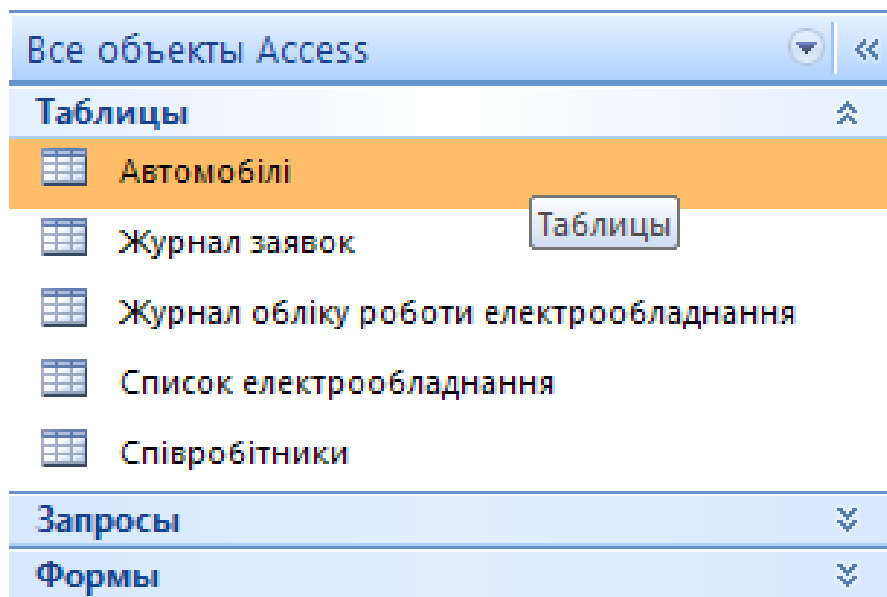 Все объекты Access
Таблицы
Автомобілі
Таблицы
Журнал заявок
Журнал обліку роботи електрообладнання
Список електрообладнання
Співробітники
Запросы
Формы